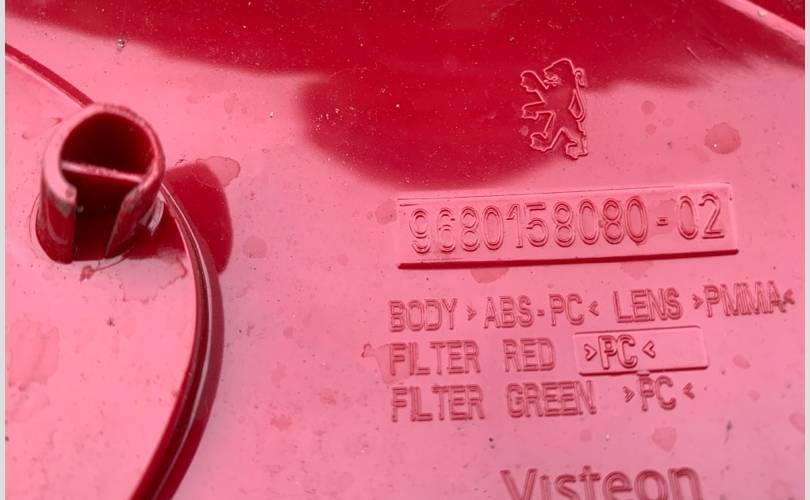 9680158080-02
BODY >ABS-PC< LENS >PMMA<
FILTER RED >PC<
FILTER GREEN >PC<
Visteon